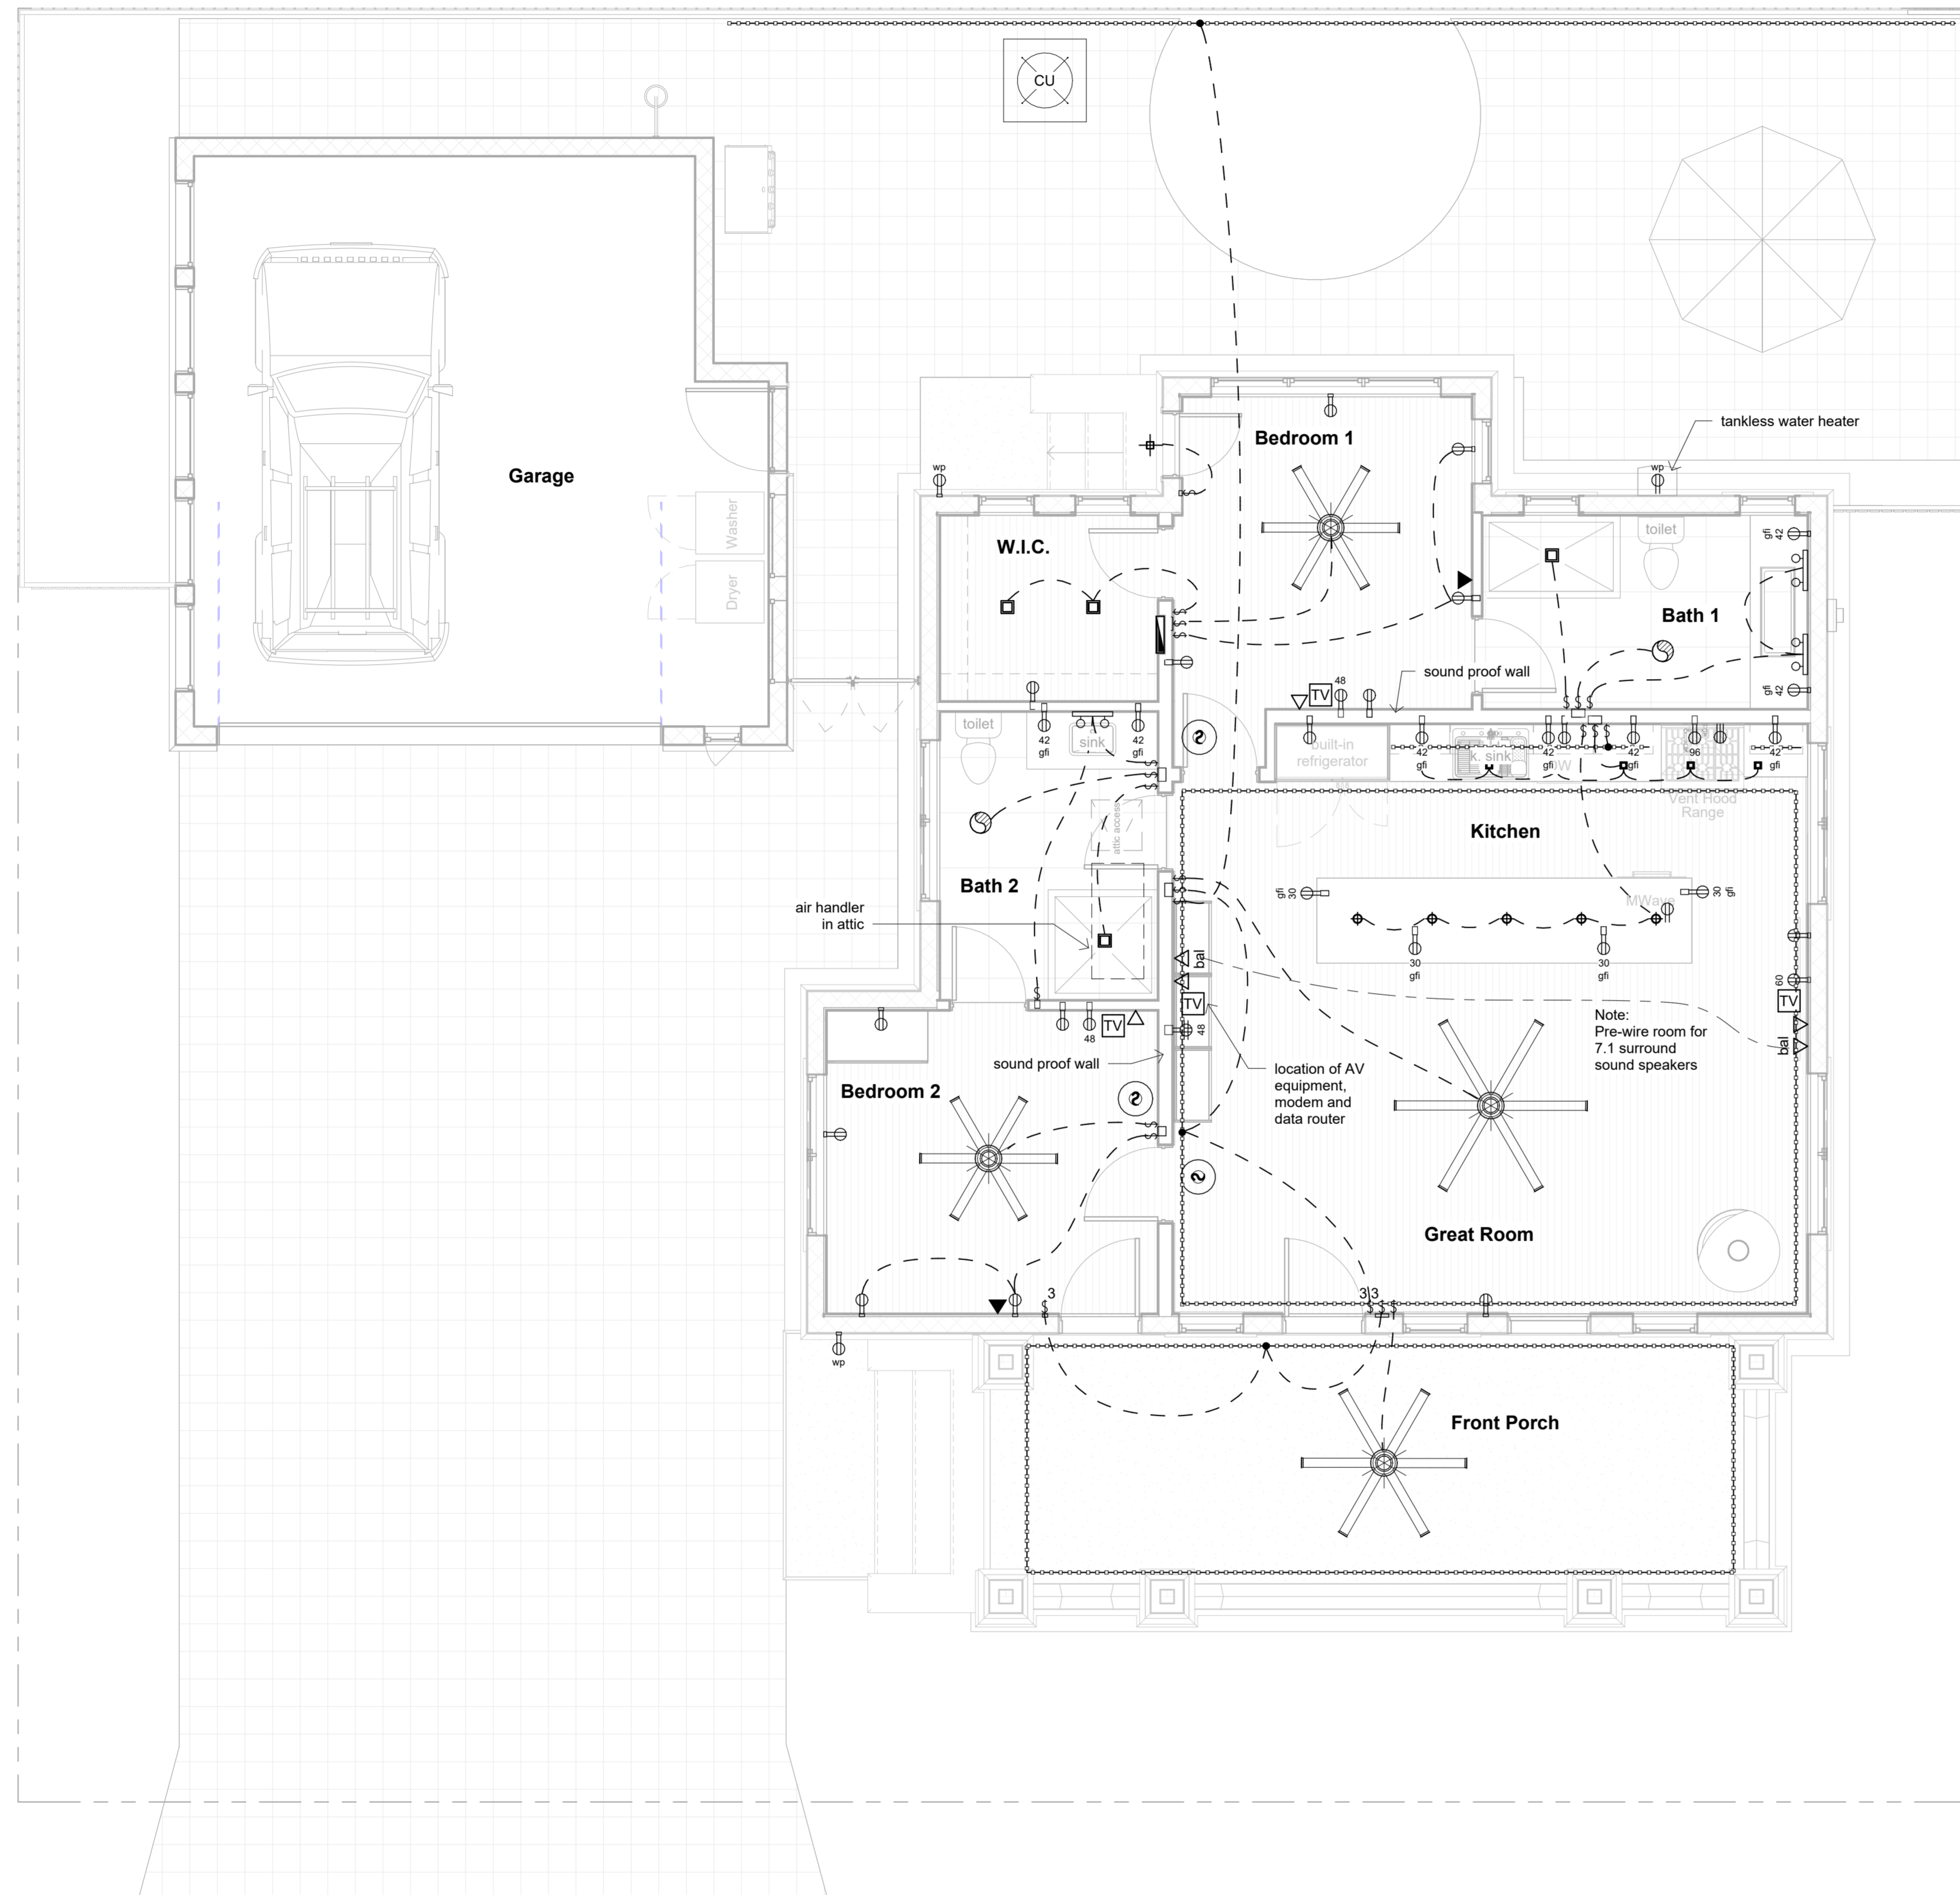 CU
tankless water heater
Bedroom 1
wp
wp
Garage
Washer
Dryer
W.I.C.
toilet
gfi
42
Bath 1
sound proof wall
TV
48
gfi
42
toilet
sink
42
gfi
42
gfi
built-in
refrigerator
k. sink
DW
42
gfi
42
gfi
42
gfi
96
42
gfi
Vent Hood
Range
attic access
Kitchen
Bath 2
air handler
in attic
gfi
30
MWave
30
gfi
30
gfi
30
gfi
bal
60
TV
TV
48
TV
48
bal
Note:
Pre-wire room for
7.1 surround
sound speakers
sound proof wall
location of AV
equipment,
modem and
data router
Bedroom 2
Great Room
3
3 3
wp
Front Porch